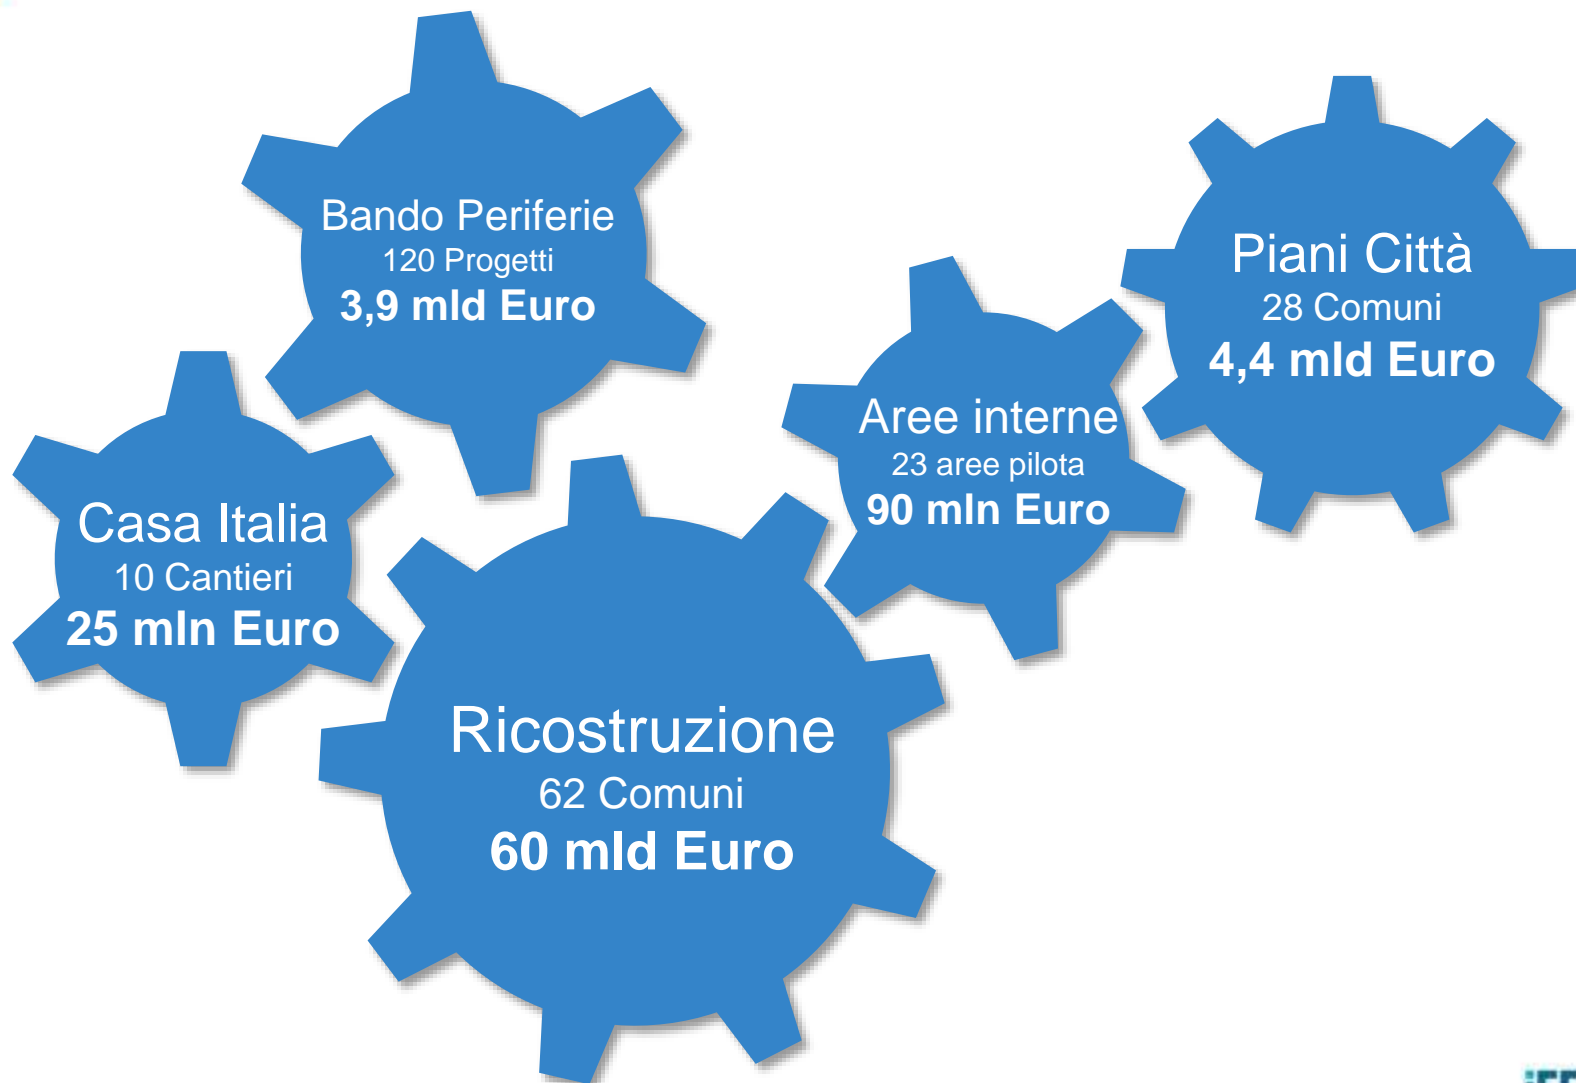 Bando Periferie
120 Progetti
3,9 mld Euro
Piani Città
28 Comuni
4,4 mld Euro
Aree interne
23 aree pilota
90 mln Euro
Casa Italia
10 Cantieri
25 mln Euro
Ricostruzione
62 Comuni
60 mld Euro